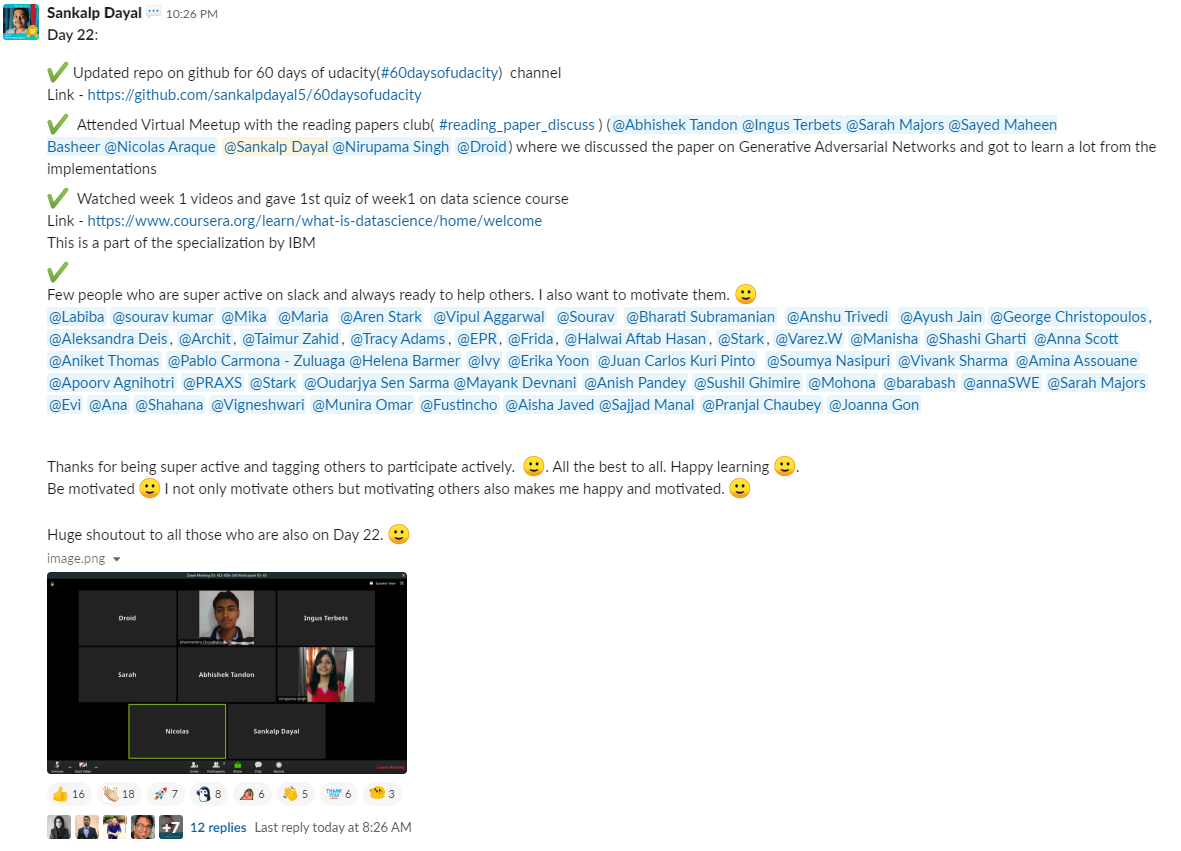 Sankalp Dayal 10:26 PM
Day 22:
Updated repo on github for 60 days of udacity(#60daysofudacity) channel
Link - https://github.com/sankalpdayal5/60daysofudacity
Attended Virtual Meetup with the reading papers club( #reading_paper_discuss ) (@Abhishek Tandon @Ingus Terbets @Sarah Majors @Sayed Maheen
Basheer @Nicolas Araque @Sankalp Dayal @Nirupama Singh @Droid) where we discussed the paper on Generative Adversarial Networks and got to learn a lot from the
implementations
Watched week 1 videos and gave 1st quiz of week1 on data science course
Link - https://www.coursera.org/learn/what-is-datascience/home/welcome
This is a part of the specialization by IBM
Few people who are super active on slack and always ready to help others. I also want to motivate them.
@Labiba @sourav kumar @Mika @Maria @Aren Stark @Vipul Aggarwal @Sourav @Bharati Subramanian @Anshu Trivedi @Ayush Jain @George Christopoulos,
@Aleksandra Deis, @Archit, @Taimur Zahid, @Tracy Adams, @EPR, @Frida, @Halwai Aftab Hasan, @Stark, @Varez.W @Manisha @Shashi Gharti @Anna Scott
@Aniket Thomas @Pablo Carmona - Zuluaga @Helena Barmer @Ivy @Erika Yoon @Juan Carlos Kuri Pinto @Soumya Nasipuri @Vivank Sharma @Amina Assouane
@Apoorv Agnihotri @PRAXS @Stark @Oudarjya Sen Sarma @Mayank Devnani @Anish Pandey @Sushil Ghimire @Mohona @barabash @annaSWE @Sarah Majors
@Evi @Ana @Shahana @Vigneshwari @Munira Omar @Fustincho @Aisha Javed @Sajjad Manal @Pranjal Chaubey @Joanna Gon
Thanks for being super active and tagging others to participate actively. . All the best to all. Happy learning .
Be motivated I not only motivate others but motivating others also makes me happy and motivated.
Huge shoutout to all those who are also on Day 22.
image.png
Droid
Dharmendra Choudhary
Ingus Terbets
Sarah
Abhishek Tandon
nirupama singh
Nicolas
Sankalp Dayal
16 18 7 8 6 5 THANK YOU! 6 3
+7 12 replies Last reply today at 8:26 AM